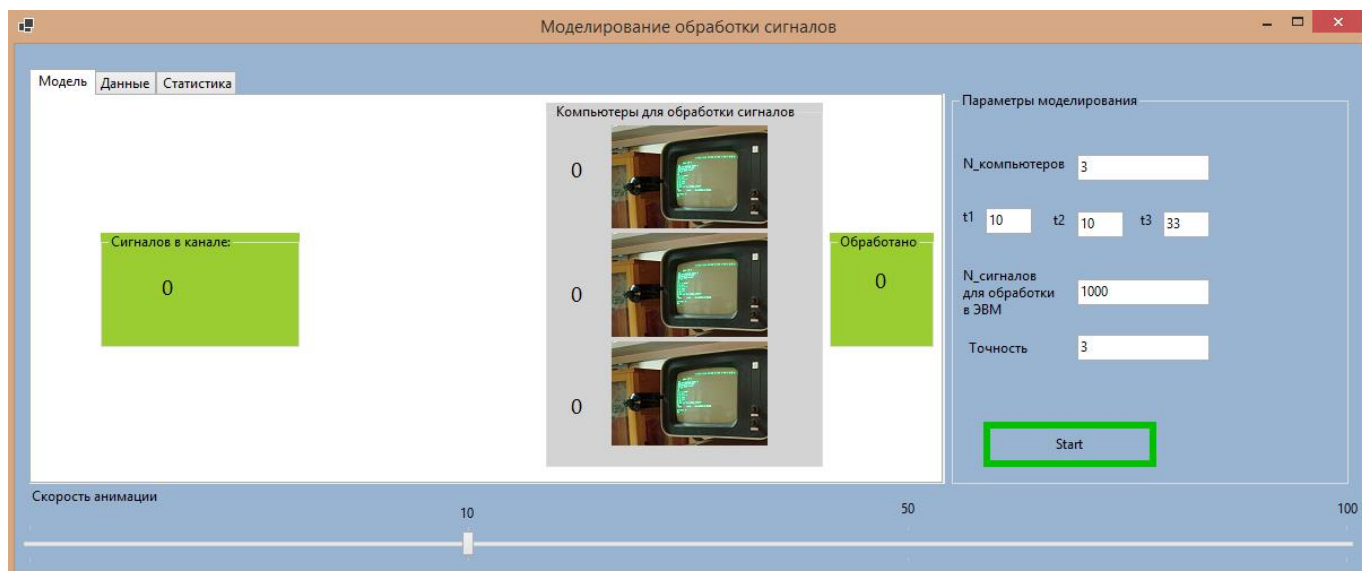 Моделирование обработки сигналов
Модель Данные Статистика
Компьютеры для обработки сигналов
0
0
0
Сигналов в канале:
0
Обработано
0
Параметры моделирования
N_компьютеров 3
t1 10 t2 10 t3 33
N_сигналов
для обработки
в ЭВМ
1000
Точность 3
Start
Скорость анимации
10 50 100